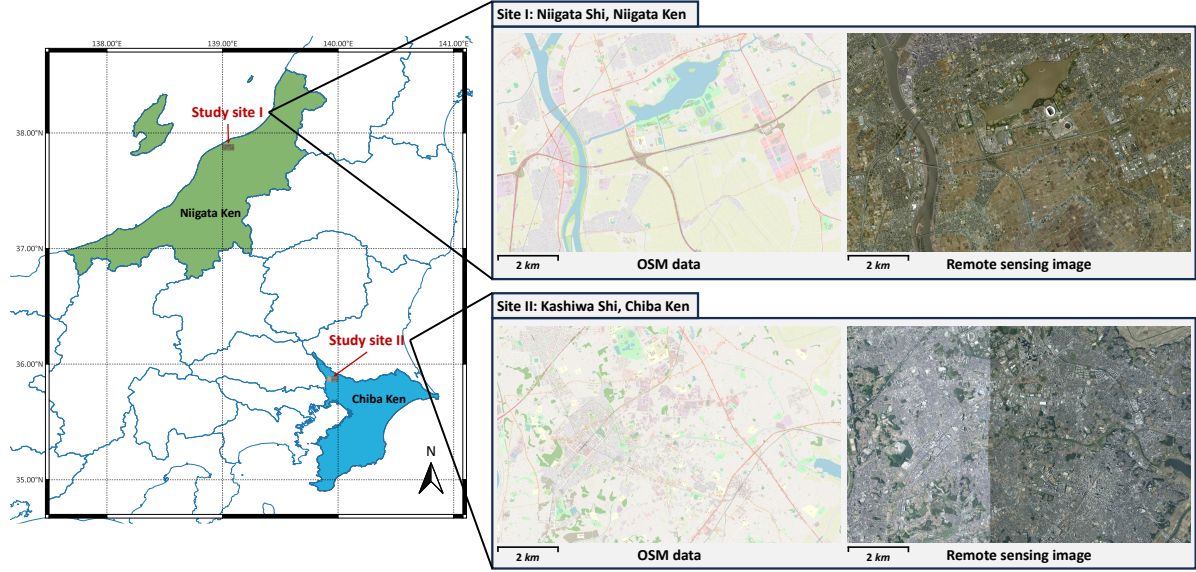 138.00°E
139.00°E
140.00°E
141.00°E
38.00°N
37.00°N
36.00°N
35.00°N
Study site I
Niigata Ken
Study site II
Chiba Ken
N
Site I: Niigata Shi, Niigata Ken
2 km
OSM data
Remote sensing image
2 km
Site II: Kashiwa Shi, Chiba Ken
2 km
OSM data
Remote sensing image
2 km